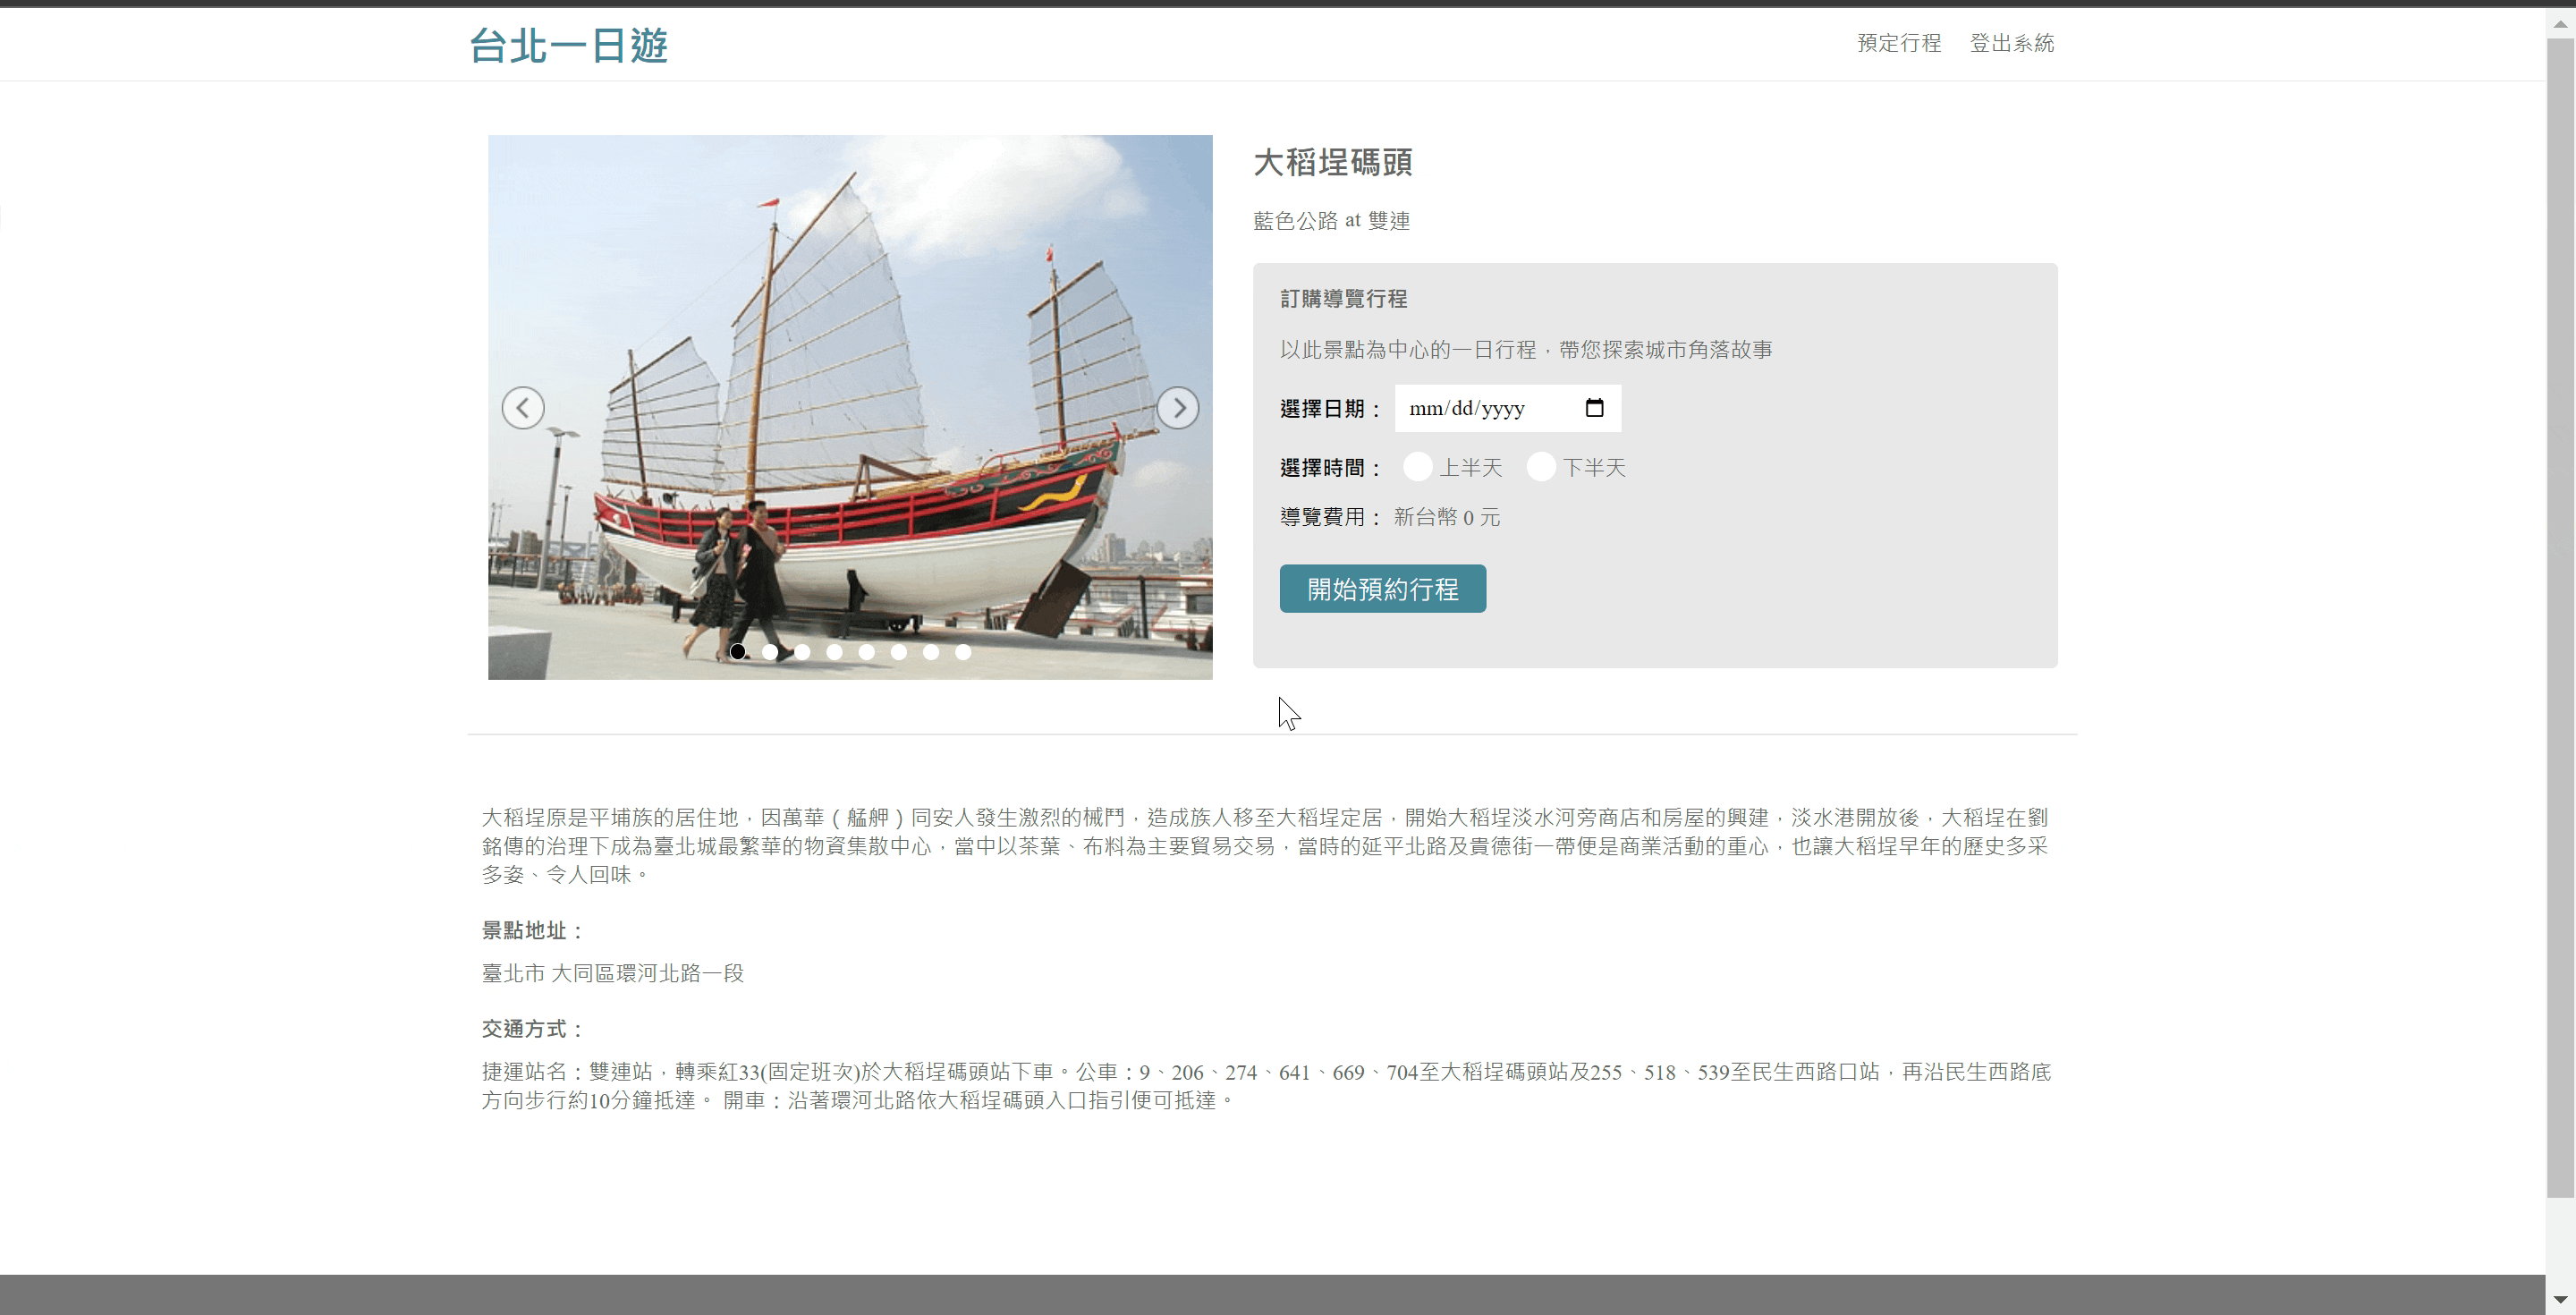 台北一日遊
預定行程 登出系統
大稻埕碼頭
藍色公路 at 雙連
訂購導覽行程
以此景點為中心的一日行程，帶您探索城市角落故事
選擇日期： mm/dd/yyyy
選擇時間： 上半天 下半天
導覽費用： 新台幣 0 元
開始預約行程
大稻埕原是平埔族的居住地，因萬華（艋舺）同安人發生激烈的械鬥，造成族人移至大稻埕定居，開始大稻埕淡水河旁商店和房屋的興建，淡水港開放後，大稻埕在劉
銘傳的治理下成為臺北城最繁華的物資集散中心，當中以茶葉、布料為主要貿易交易，當時的延平北路及貴德街一帶便是商業活動的重心，也讓大稻埕早年的歷史多采
多姿、令人回味。
景點地址：
臺北市 大同區環河北路一段
交通方式：
捷運站名：雙連站，轉乘紅33(固定班次)於大稻埕碼頭站下車。公車：9、206、274、641、669、704至大稻埕碼頭站及255、518、539至民生西路口站，再沿民生西路底
方向步行約10分鐘抵達。 開車：沿著環河北路依大稻埕碼頭入口指引便可抵達。